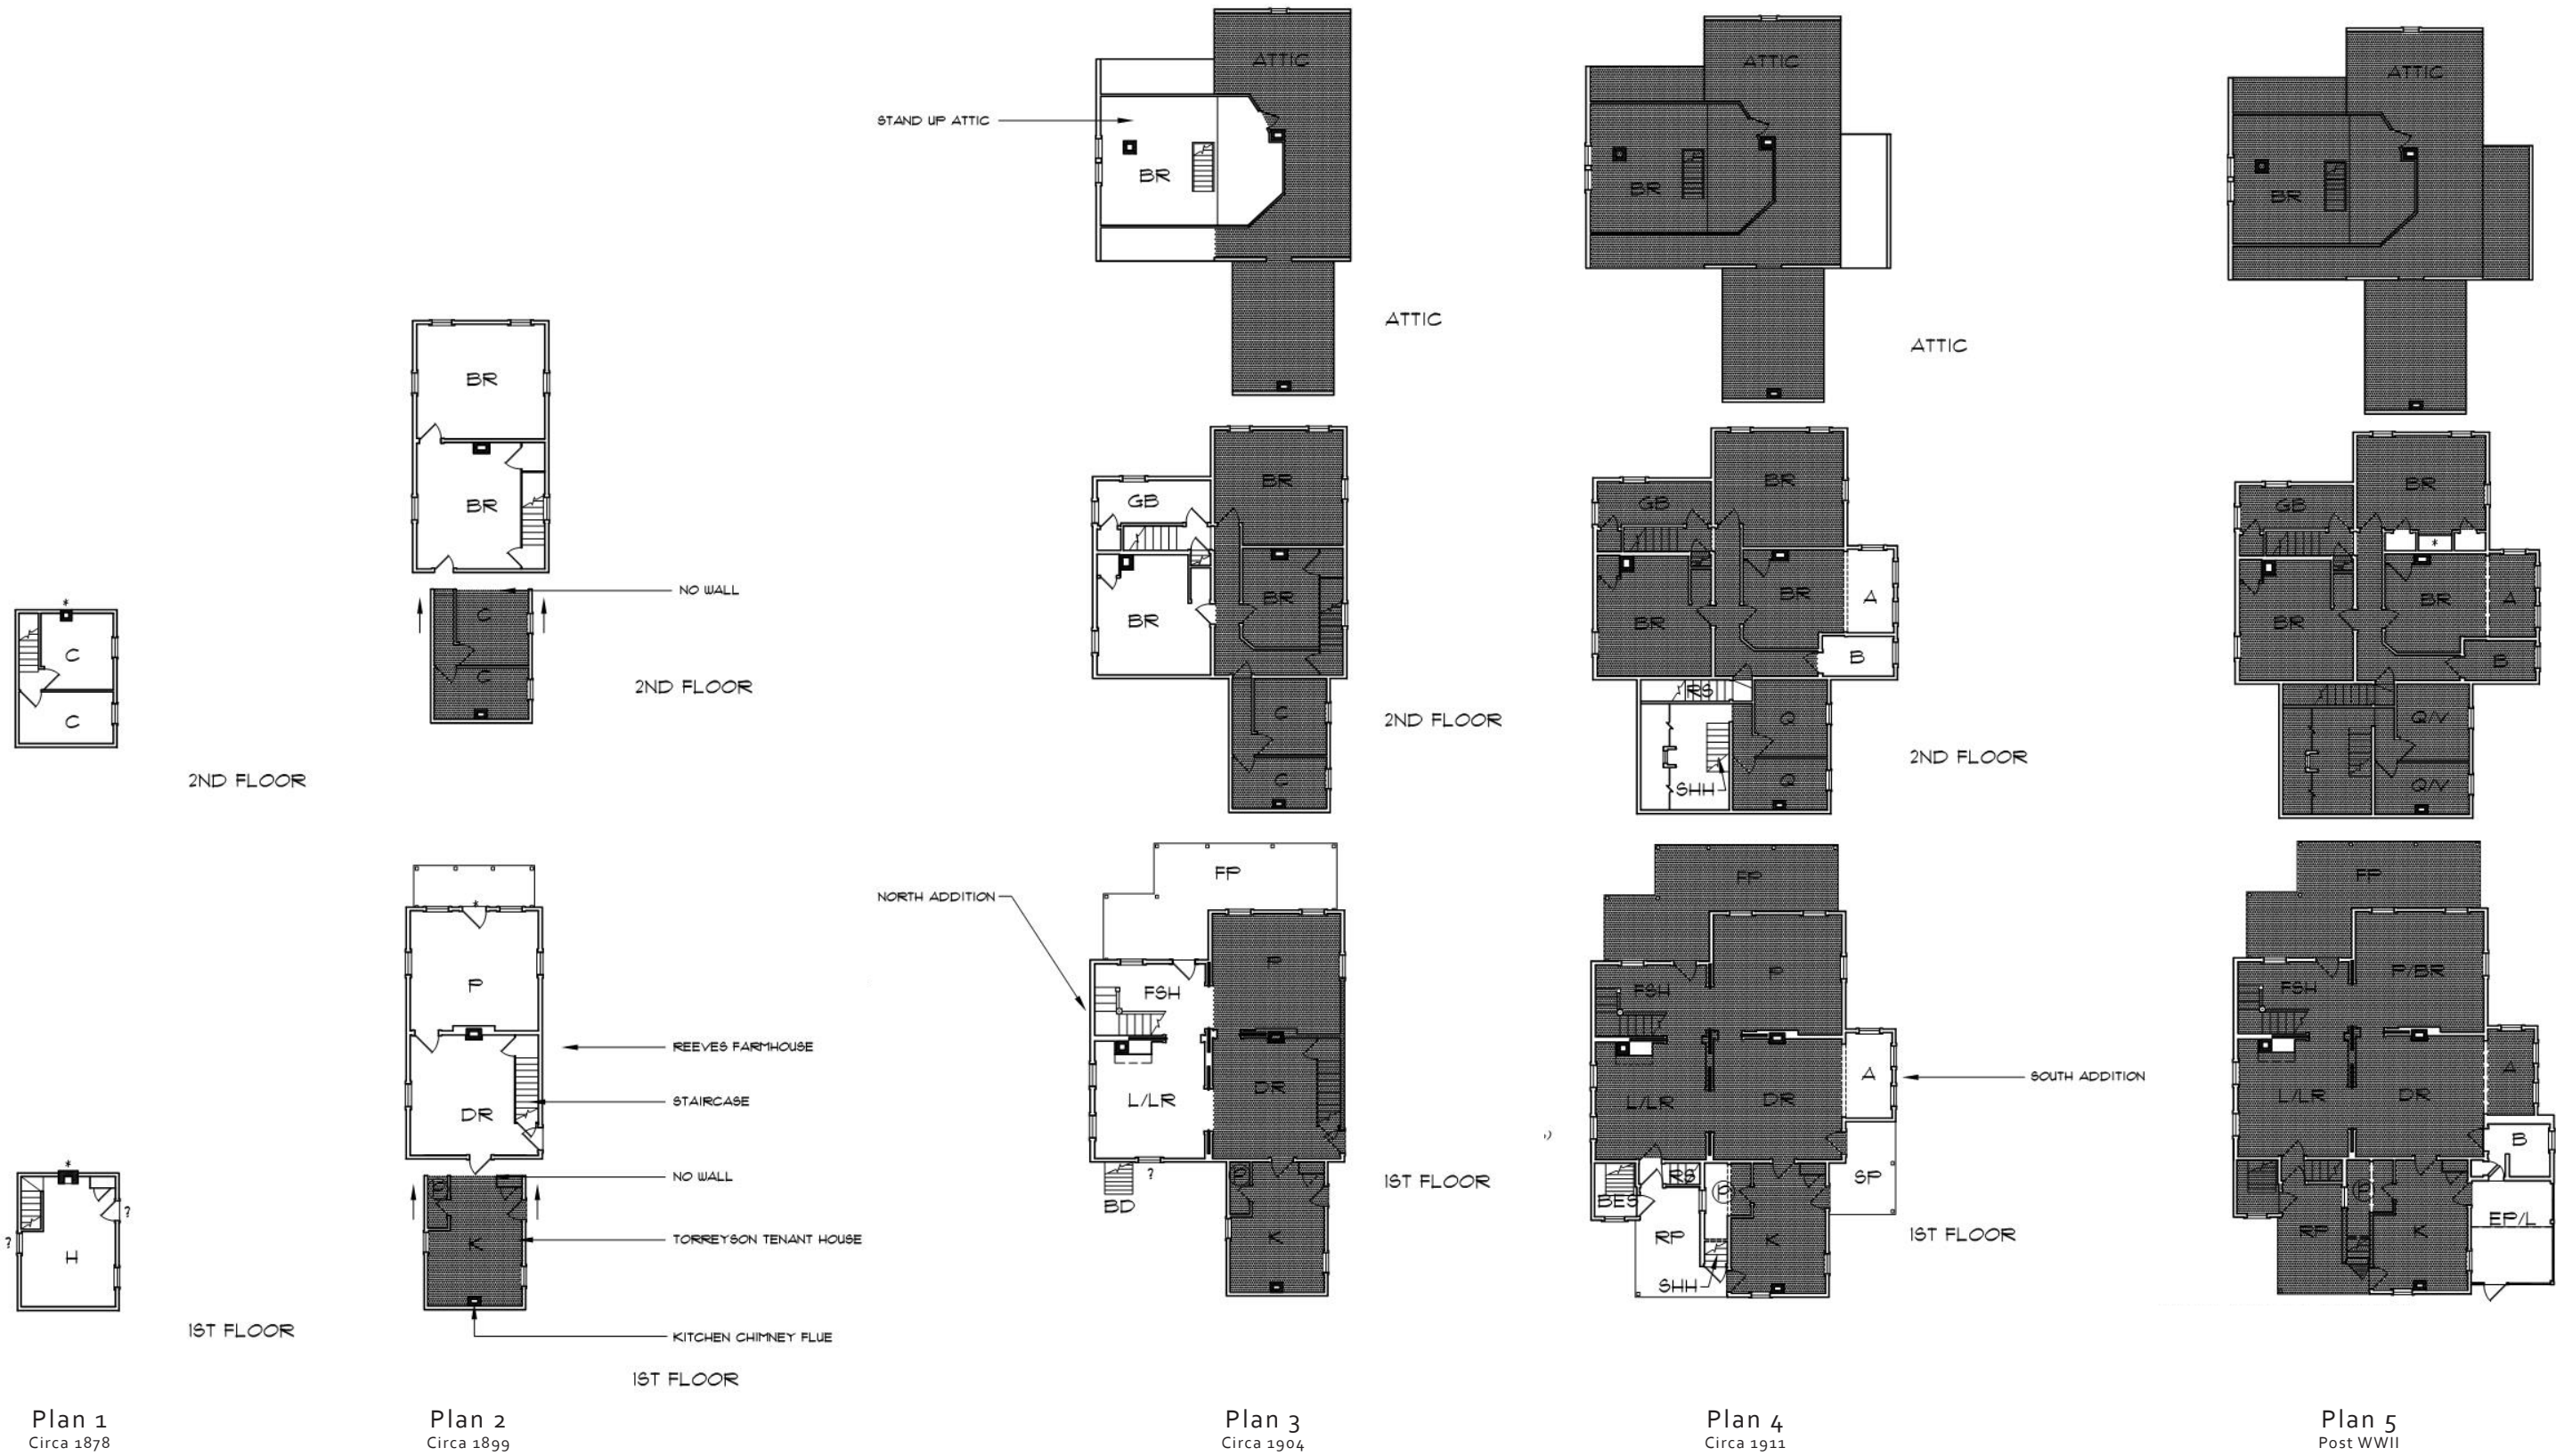 C
C
2ND FLOOR
*
?
?
H
1ST FLOOR
Plan 1
Circa 1878
*
BR
BR
NO WALL
C
C
2ND FLOOR
*
P
REEVES FARMHOUSE
STAIRCASE
DR
NO WALL
P
TORREYSON TENANT HOUSE
K
KITCHEN CHIMNEY FLUE
1ST FLOOR
Plan 2
Circa 1899
ATTIC
STAND UP ATTIC
BR
ATTIC
BR
GB
BR
BR
C
C
2ND FLOOR
FP
NORTH ADDITION
P
FSH
L/LR
DR
?
BD
P
K
1ST FLOOR
Plan 3
Circa 1904
ATTIC
BR
ATTIC
BR
GB
BR
A
BR
B
RS
Q
SHH
Q
2ND FLOOR
FP
P
FSH
A
SOUTH ADDITION
L/LR
DR
RS
P
SP
BES
RP
K
SHH
1ST FLOOR
Plan 4
Circa 1911
ATTIC
BR
BR
GB
*
BR
A
BR
B
Q/V
Q/V
FP
P/BR
FSH
A
L/LR
DR
B
P
EP/L
RP
K
Plan 5
Post WWII